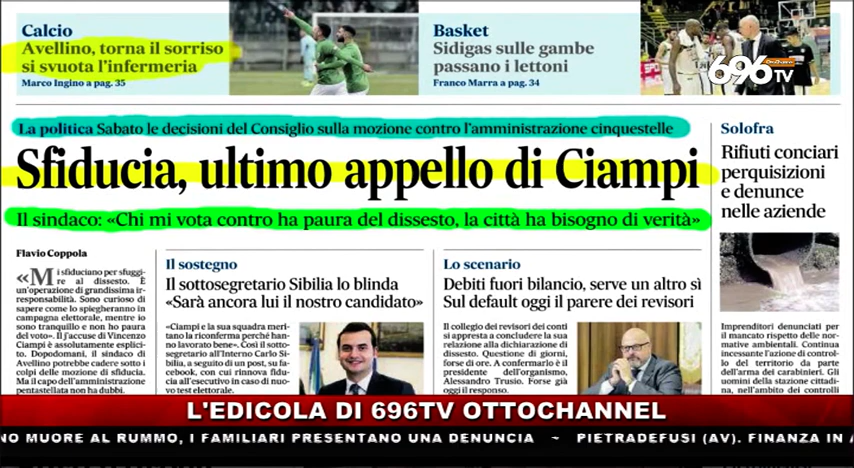 Calcio
Avellino, torna il sorriso
si svuota l'infermeria
Marco Ingino a pag. 35
Basket
Sidigas sulle gambe
passano i lettoni
Franco Marra a pag. 34
696 TV
OttoChannel
La politica Sabato le decisioni del Consiglio sulla mozione contro l'amministrazione cinquestelle
Sfiducia, ultimo appello di Ciampi
Il sindaco: «Chi mi vota contro ha paura del dissesto, la città ha bisogno di verità»
Solofra
Rifiuti conciari
perquisizioni
e denunce
nelle aziende
Flavio Coppola
«Mi sfiduciano per sfuggire
al dissesto. È
un'operazione di grandissima irresponsabilità.
Sono curioso di
sapere come lo spiegheranno in
campagna elettorale, mentre io
sono tranquillo e non ho paura
del voto». Il j'accuse di Vincenzo
Ciampi è assolutamente esplicito.
Dopodomani, il sindaco di
Avellino potrebbe cadere sotto i
colpi delle mozione di sfiducia.
Ma il capo dell'amministrazione
pentastellata non ha dubbi.
Il sostegno
Il sottosegretario Sibilia lo blinda
«Sarà ancora lui il nostro candidato»
«Ciampi e la sua squadra meritano
la riconferma perché hanno
lavorato bene». Così il sottosegretario
all'Interno Carlo Sibilia,
a seguito di un post, su facebook,
con cui rinnova fiducia
all'esecutivo in caso di nuovo
test elettorale.
Lo scenario
Debiti fuori bilancio, serve un altro sì
Sul default oggi il parere dei revisori
Il collegio dei revisori dei conti
si appresta a concludere la sua
relazione alla dichiarazione di
dissesto. Questione di giorni,
forse di ore. A confermarlo è il
presidente dell'organismo,
Alessandro Trusio. Forse già
oggi il responso.
Imprenditori denunciati per
il mancato rispetto delle normative
ambientali. Continua
incessante l'azione di controllo
del territorio da parte
dell'arma dei carabinieri. Gli
uomini della stazione cittadina,
nell'ambito dei controlli
L'EDICOLA DI 696TV OTTOCHANNEL
NO MUORE AL RUMMO, I FAMILIARI PRESENTANO UNA DENUNCIA ~ PIETRADEFUSI (AV). FINANZA IN A